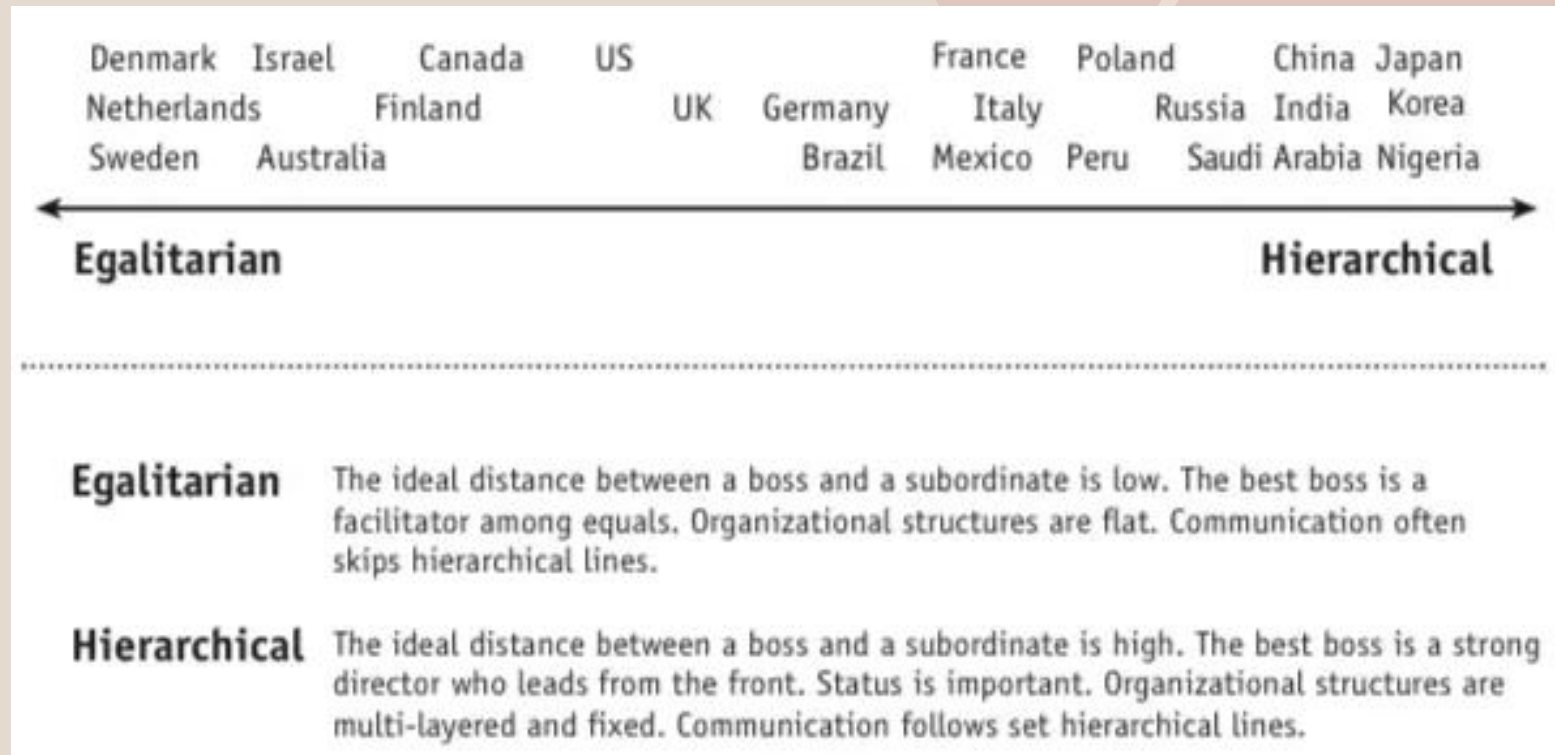 Denmark Israel Canada US France Poland China Japan
Netherlands Finland UK Germany Italy Russia India Korea
Sweden Australia Brazil Mexico Peru Saudi Arabia Nigeria
Egalitarian Hierarchical
Egalitarian The ideal distance between a boss and a subordinate is low. The best boss is a
facilitator among equals. Organizational structures are flat. Communication often
skips hierarchical lines.
Hierarchical The ideal distance between a boss and a subordinate is high. The best boss is a strong
director who leads from the front. Status is important. Organizational structures are
multi-layered and fixed. Communication follows set hierarchical lines.